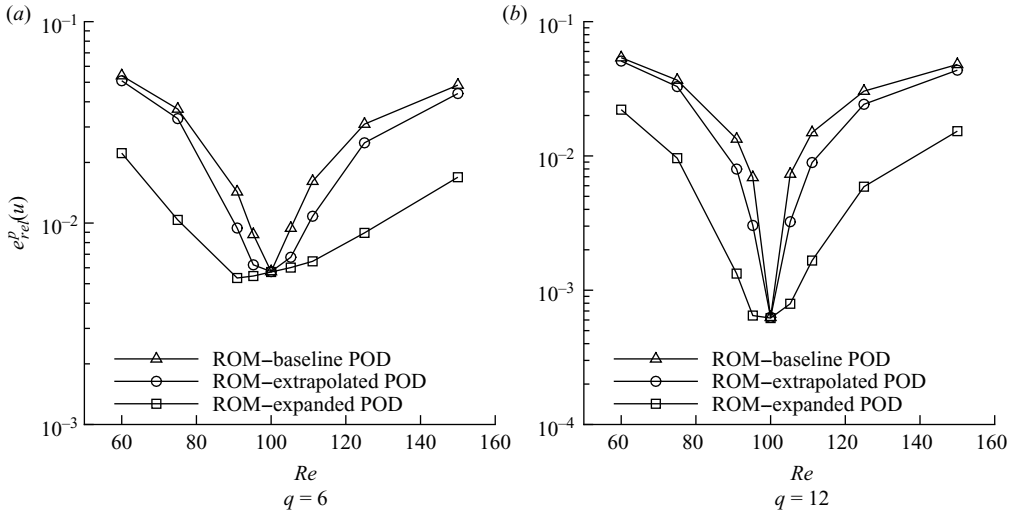 (a)
10⁻¹
10⁻²
10⁻³
eᵖᵣₑₗ(u)
ROM−baseline POD
ROM−extrapolated POD
ROM−expanded POD
60 80 100 120 140 160
Re
q = 6
(b)
10⁻¹
10⁻²
10⁻³
10⁻⁴
ROM−baseline POD
ROM−extrapolated POD
ROM−expanded POD
60 80 100 120 140 160
Re
q = 12